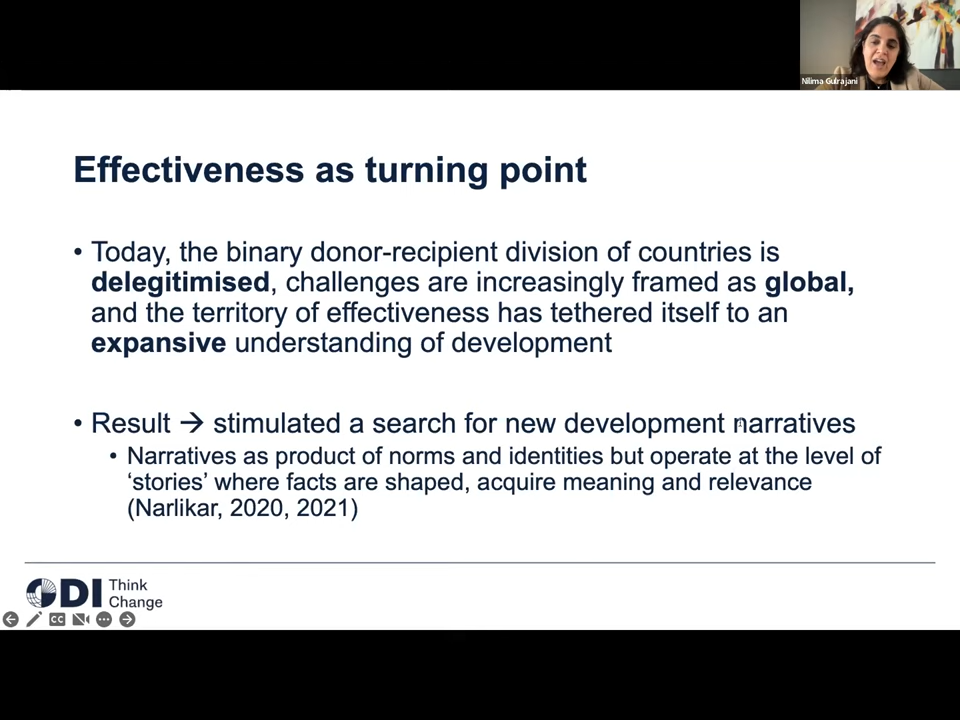 Nilima Gulrajani
Effectiveness as turning point
• Today, the binary donor-recipient division of countries is
delegitimised, challenges are increasingly framed as global,
and the territory of effectiveness has tethered itself to an
expansive understanding of development
• Result → stimulated a search for new development narratives
• Narratives as product of norms and identities but operate at the level of
‘stories’ where facts are shaped, acquire meaning and relevance
(Narlikar, 2020, 2021)
ODI Think
Change
CC